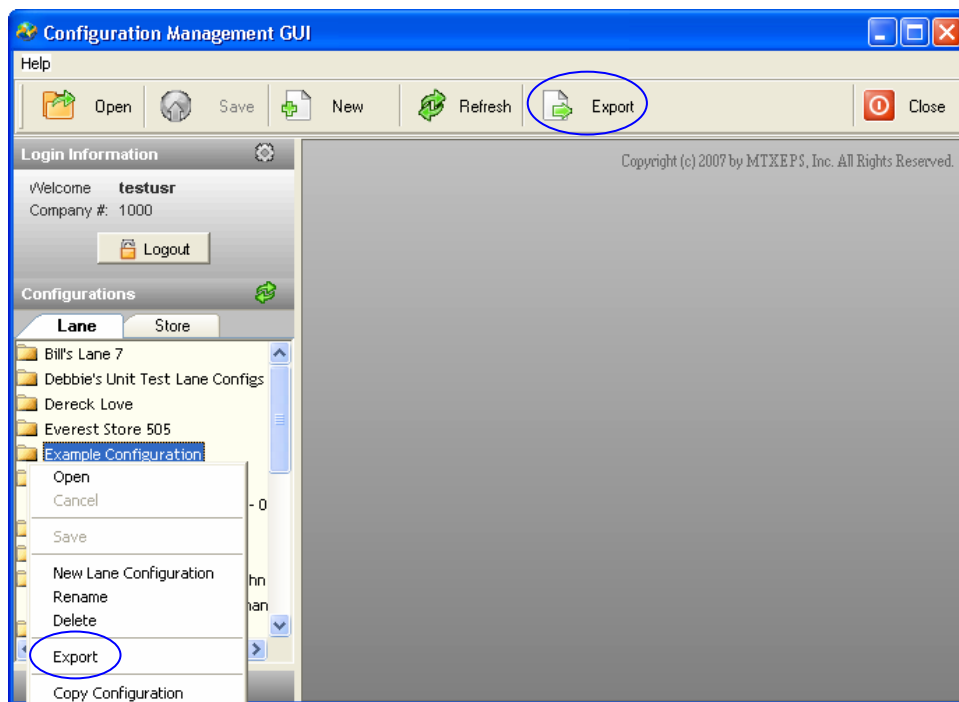 Configuration Management GUI
Help
Open Save New Refresh Export Close
Login Information
Copyright (c) 2007 by MTXEPS, Inc. All Rights Reserved.
Welcome testusr
Company #: 1000
Logout
Configurations
Lane Store
Bill's Lane 7
Debbie's Unit Test Lane Configs
Dereck Love
Everest Store 505
Example Configuration
Open
Cancel
- 0
Save
New Lane Configuration
hn
Rename
Delete
Export
Copy Configuration